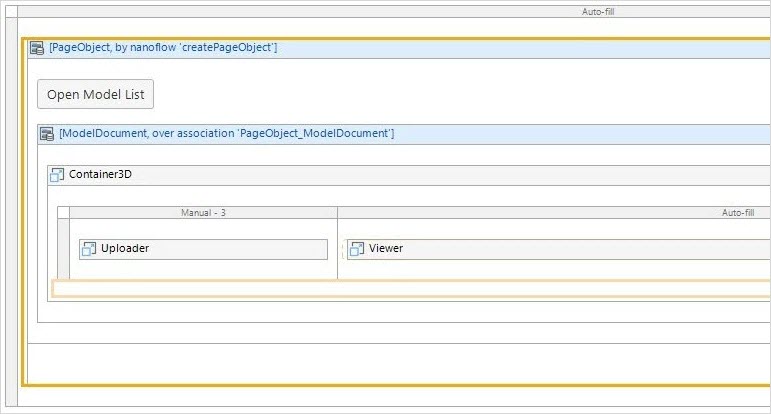 Auto-fill
[PageObject, by nanoflow 'createPageObject']
Open Model List
[ModelDocument, over association 'PageObject_ModelDocument']
Container3D
Manual - 3
Auto-fill
Uploader
Viewer